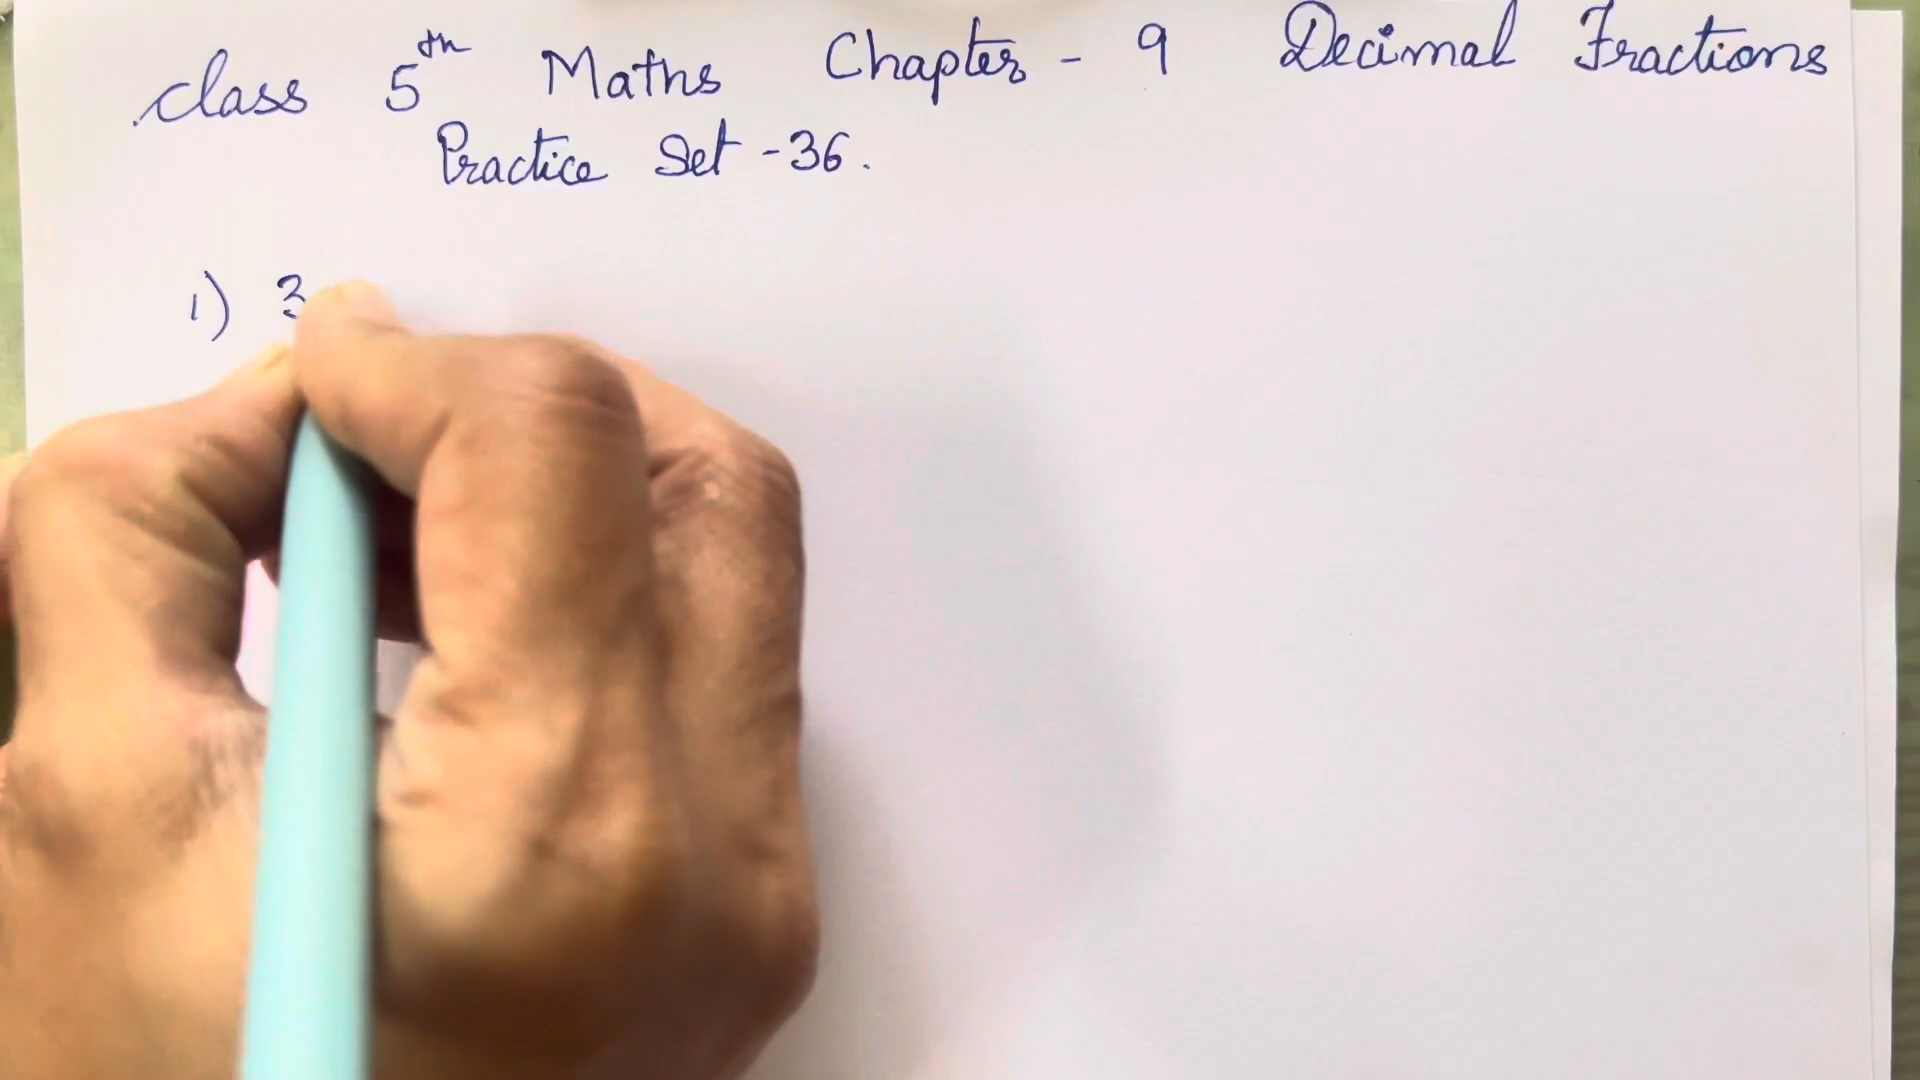 class 5th Maths Chapter - 9 Decimal Fractions
Practice Set - 36.
1) 3